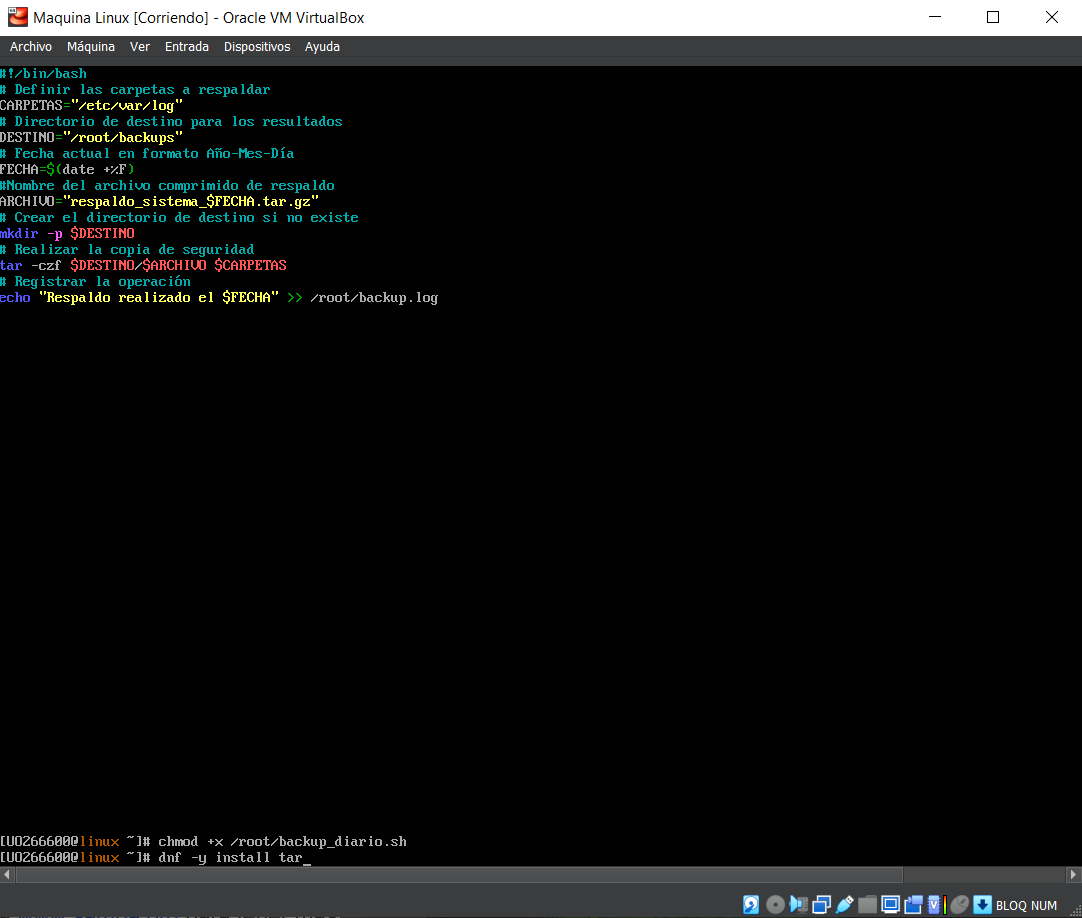 Maquina Linux [Corriendo] - Oracle VM VirtualBox
Archivo Máquina Ver Entrada Dispositivos Ayuda
#!/bin/bash
# Definir las carpetas a respaldar
CARPETAS="/etc/var/log"
# Directorio de destino para los resultados
DESTINO="/root/backups"
# Fecha actual en formato Año-Mes-Día
FECHA=$(date +%F)
#Nombre del archivo comprimido de respaldo
ARCHIVO="respaldo_sistema_$FECHA.tar.gz"
# Crear el directorio de destino si no existe
mkdir -p $DESTINO
# Realizar la copia de seguridad
tar -czf $DESTINO/$ARCHIVO $CARPETAS
# Registrar la operación
echo "Respaldo realizado el $FECHA" >> /root/backup.log
[UO266600@linux ~]# chmod +x /root/backup_diario.sh
[UO266600@linux ~]# dnf -y install tar_
BLOQ NUM